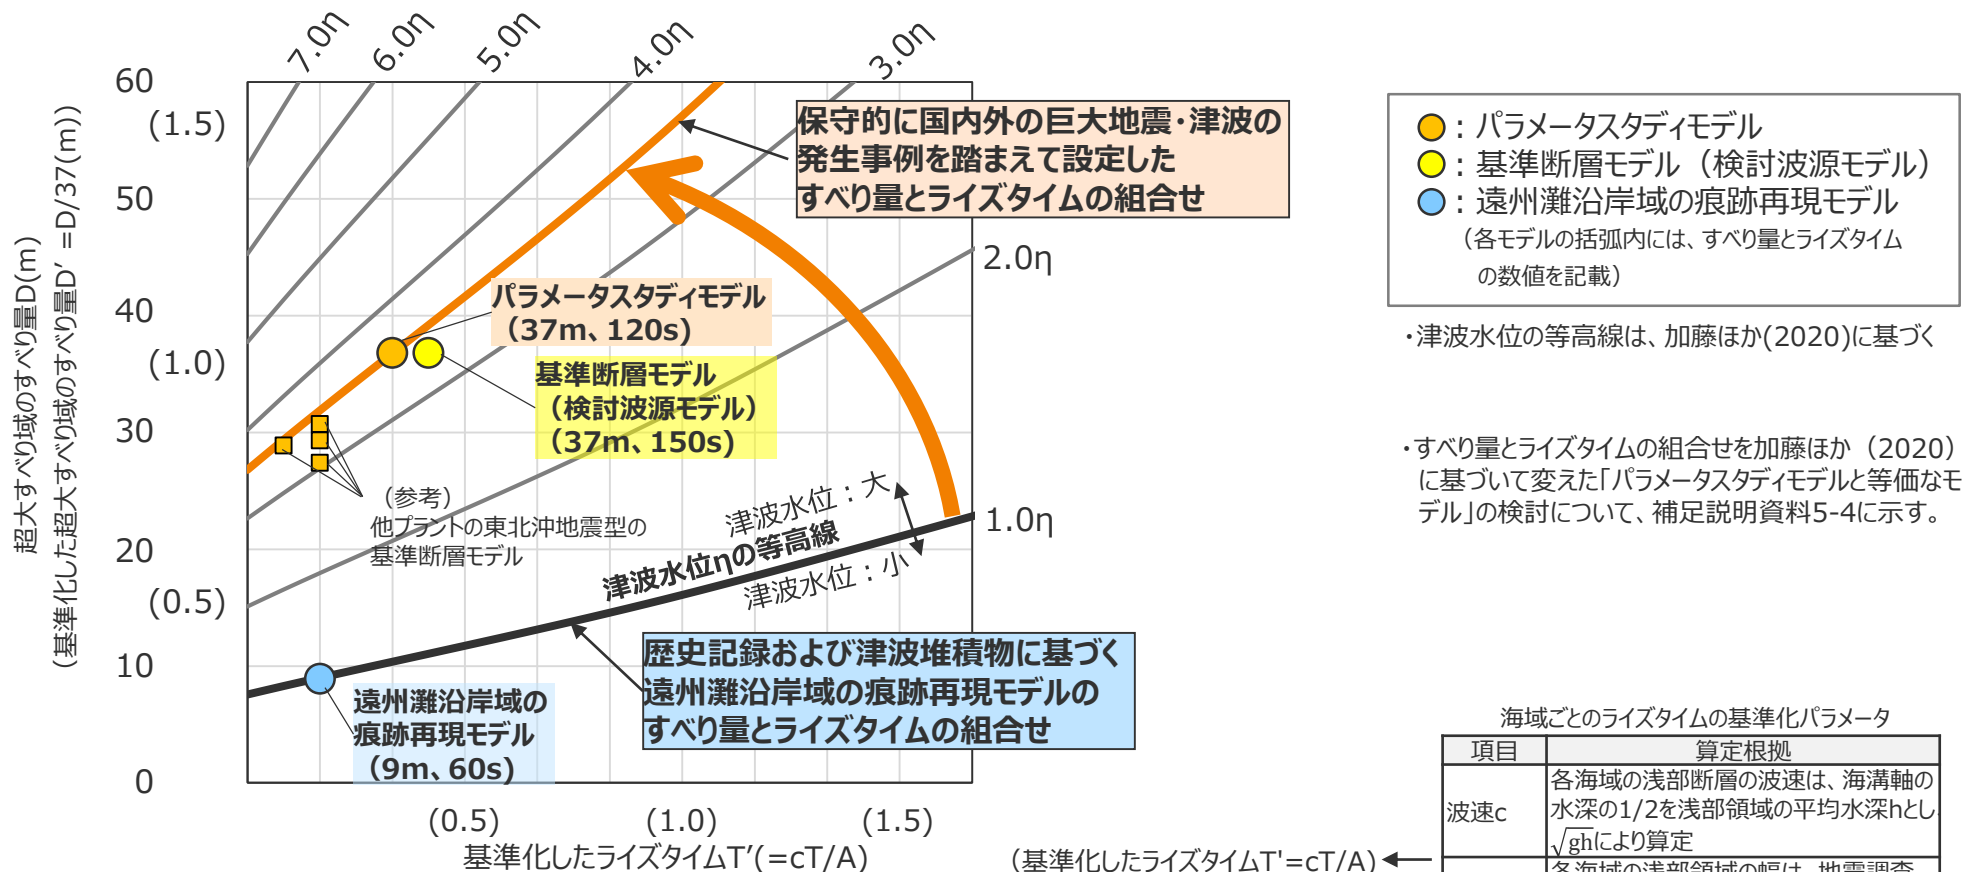 7.0η
6.0η
5.0η
4.0η
3.0η
60
(1.5)
50
40
(1.0)
30
20
(0.5)
10
0
超大すべり域のすべり量D(m)
(基準化した超大すべり域のすべり量D′ =D/37(m))
保守的に国内外の巨大地震・津波の
発生事例を踏まえて設定した
すべり量とライズタイムの組合せ
2.0η
パラメータスタディモデル
（37m、120s)
基準断層モデル
（検討波源モデル）
（37m、150s)
（参考）
他プラントの東北沖地震型の
基準断層モデル
津波水位：大
津波水位ηの等高線
津波水位：小
1.0η
歴史記録および津波堆積物に基づく
遠州灘沿岸域の痕跡再現モデルの
すべり量とライズタイムの組合せ
遠州灘沿岸域の
痕跡再現モデル
（9m、60s)
(0.5)
(1.0)
(1.5)
基準化したライズタイムT′(=cT/A)
：パラメータスタディモデル
：基準断層モデル（検討波源モデル）
：遠州灘沿岸域の痕跡再現モデル
（各モデルの括弧内には、すべり量とライズタイム
の数値を記載）
・津波水位の等高線は、加藤ほか(2020)に基づく
・すべり量とライズタイムの組合せを加藤ほか（2020）
に基づいて変えた「パラメータスタディモデルと等価なモ
デル」の検討について、補足説明資料5-4に示す。
海域ごとのライズタイムの基準化パラメータ
項目
算定根拠
波速c
各海域の浅部断層の波速は、海溝軸の
水深の1/2を浅部領域の平均水深hとし、
√ghにより算定
各海域の浅部領域の幅は、地震調査
（基準化したライズタイムT'=cT/A）